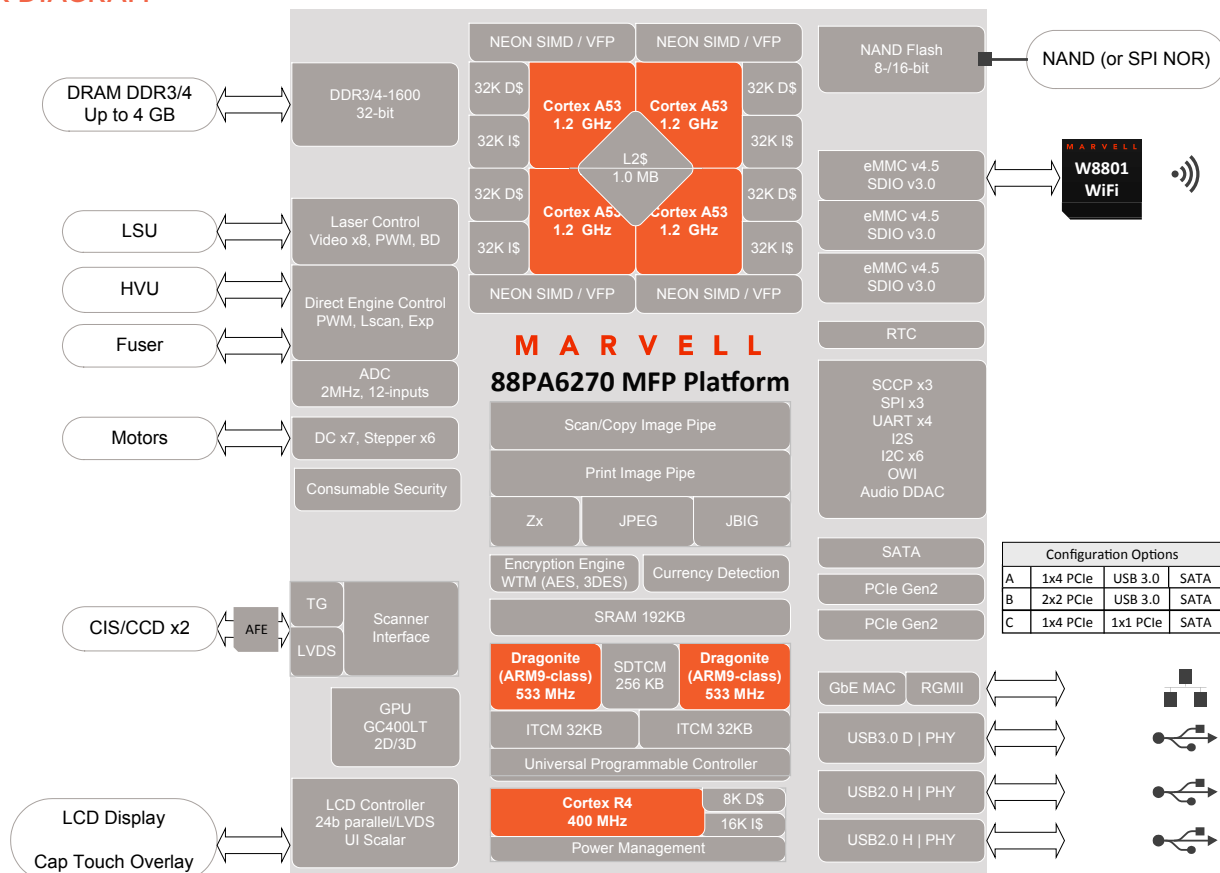 DRAM DDR3/4
Up to 4 GB
LSU
HVU
Fuser
Motors
CIS/CCD x2
AFE
LCD Display
Cap Touch Overlay
DDR3/4-1600
32-bit
Laser Control
Video x8, PWM, BD
Direct Engine Control
PWM, Lscan, Exp
ADC
2MHz, 12-inputs
DC x7, Stepper x6
Consumable Security
TG
LVDS
Scanner
Interface
GPU
GC400LT
2D/3D
LCD Controller
24b parallel/LVDS
UI Scalar
NEON SIMD / VFP
NEON SIMD / VFP
32K D$
32K I$
Cortex A53
1.2 GHz
Cortex A53
1.2 GHz
32K D$
32K I$
L2$
1.0 MB
32K D$
32K I$
Cortex A53
1.2 GHz
Cortex A53
1.2 GHz
32K D$
32K I$
NEON SIMD / VFP
NEON SIMD / VFP
MARVELL
88PA6270 MFP Platform
Scan/Copy Image Pipe
Print Image Pipe
Zx
JPEG
JBIG
Encryption Engine
WTM (AES, 3DES)
Currency Detection
SRAM 192KB
Dragonite
(ARM9-class)
533 MHz
SDTCM
256 KB
Dragonite
(ARM9-class)
533 MHz
ITCM 32KB
ITCM 32KB
Universal Programmable Controller
Cortex R4
400 MHz
8K D$
16K I$
Power Management
NAND Flash
8-/16-bit
eMMC v4.5
SDIO v3.0
eMMC v4.5
SDIO v3.0
eMMC v4.5
SDIO v3.0
RTC
SCCP x3
SPI x3
UART x4
I2S
I2C x6
OWI
Audio DDAC
SATA
PCIe Gen2
PCIe Gen2
GbE MAC
RGMII
USB3.0 D | PHY
USB2.0 H | PHY
USB2.0 H | PHY
NAND (or SPI NOR)
MARVELL
W8801
WiFi
Configuration Options
A 1x4 PCIe USB 3.0 SATA
B 2x2 PCIe USB 3.0 SATA
C 1x4 PCIe 1x1 PCIe SATA